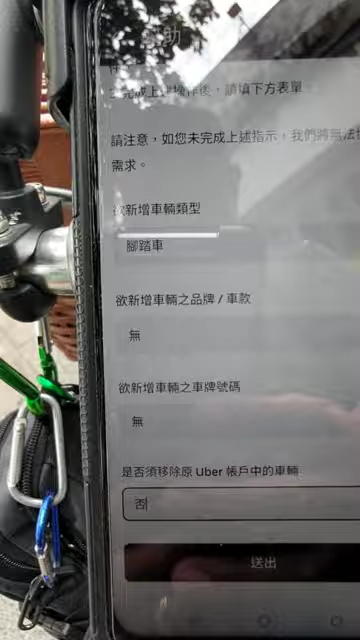 助
完成上述操作後，請填下方表單
請注意，如您未完成上述指示，我們將無法
需求。
欲新增車輛類型
腳踏車
欲新增車輛之品牌 / 車款
無
欲新增車輛之車牌號碼
無
是否須移除原 Uber 帳戶中的車輛
否
送出